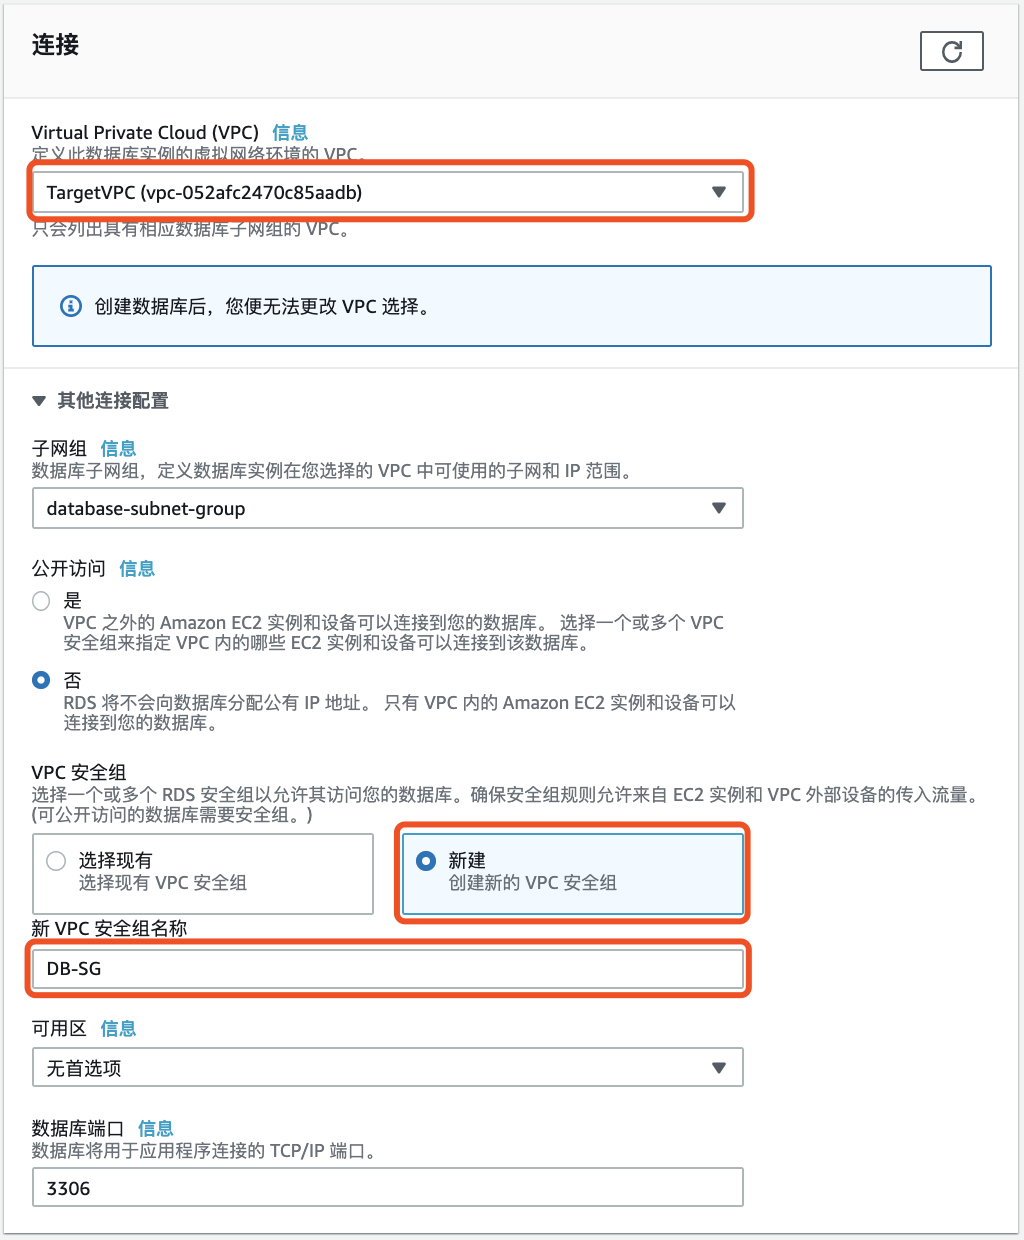 连接
Virtual Private Cloud (VPC) 信息
定义此数据库实例的虚拟网络环境的 VPC。
TargetVPC (vpc-052afc2470c85aadb)
只会列出具有相应数据库子网组的 VPC。
创建数据库后，您便无法更改 VPC 选择。
其他连接配置
子网组 信息
数据库子网组，定义数据库实例在您选择的 VPC 中可使用的子网和 IP 范围。
database-subnet-group
公开访问 信息
是
VPC 之外的 Amazon EC2 实例和设备可以连接到您的数据库。 选择一个或多个 VPC
安全组来指定 VPC 内的哪些 EC2 实例和设备可以连接到该数据库。
否
RDS 将不会向数据库分配公有 IP 地址。 只有 VPC 内的 Amazon EC2 实例和设备可以
连接到您的数据库。
VPC 安全组
选择一个或多个 RDS 安全组以允许其访问您的数据库。确保安全组规则允许来自 EC2 实例和 VPC 外部设备的传入流量。
(可公开访问的数据库需要安全组。)
选择现有
选择现有 VPC 安全组
新建
创建新的 VPC 安全组
新 VPC 安全组名称
DB-SG
可用区 信息
无首选项
数据库端口 信息
数据库将用于应用程序连接的 TCP/IP 端口。
3306